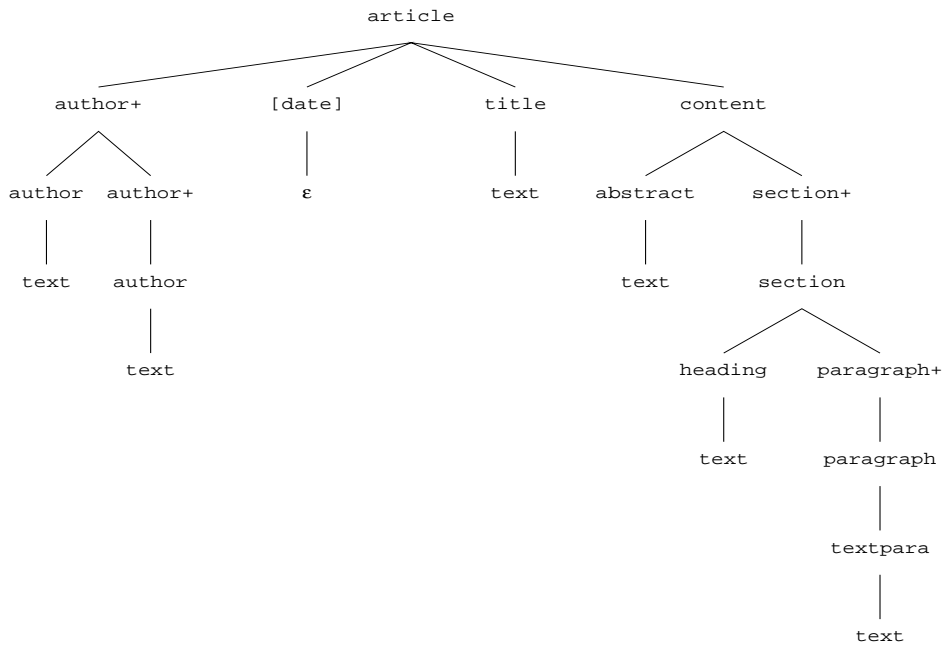 article
author+ [date] title content
author author+ ε text abstract section+
text author text section
text heading paragraph+
text paragraph
textpara
text